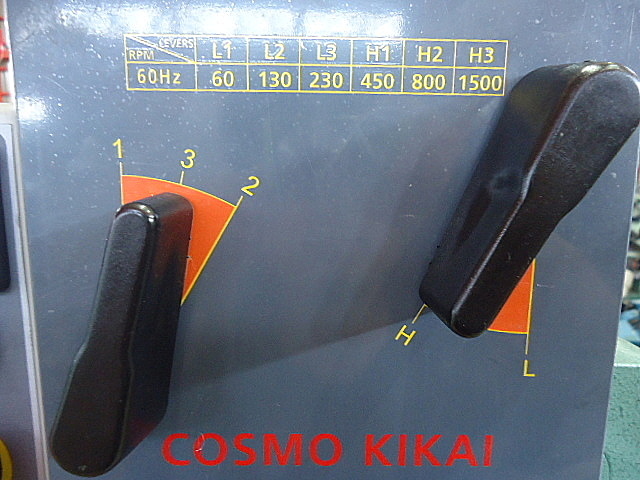 LEVERS L1 L2 L3 H1 H2 H3
RPM
60Hz 60 130 230 450 800 1500
1 3 2
H
L
COSMO KIKAI